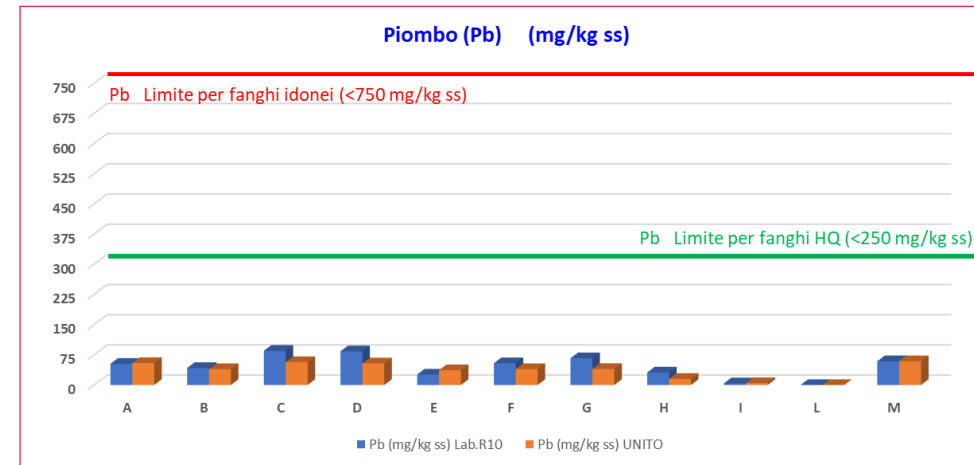 Piombo (Pb) (mg/kg ss)
750
Pb Limite per fanghi idonei (<750 mg/kg ss)
675
600
525
450
375
Pb Limite per fanghi HQ (<250 mg/kg ss)
300
225
150
75
0
A B C D E F G H I L M
Pb (mg/kg ss) Lab.R10 Pb (mg/kg ss) UNITO